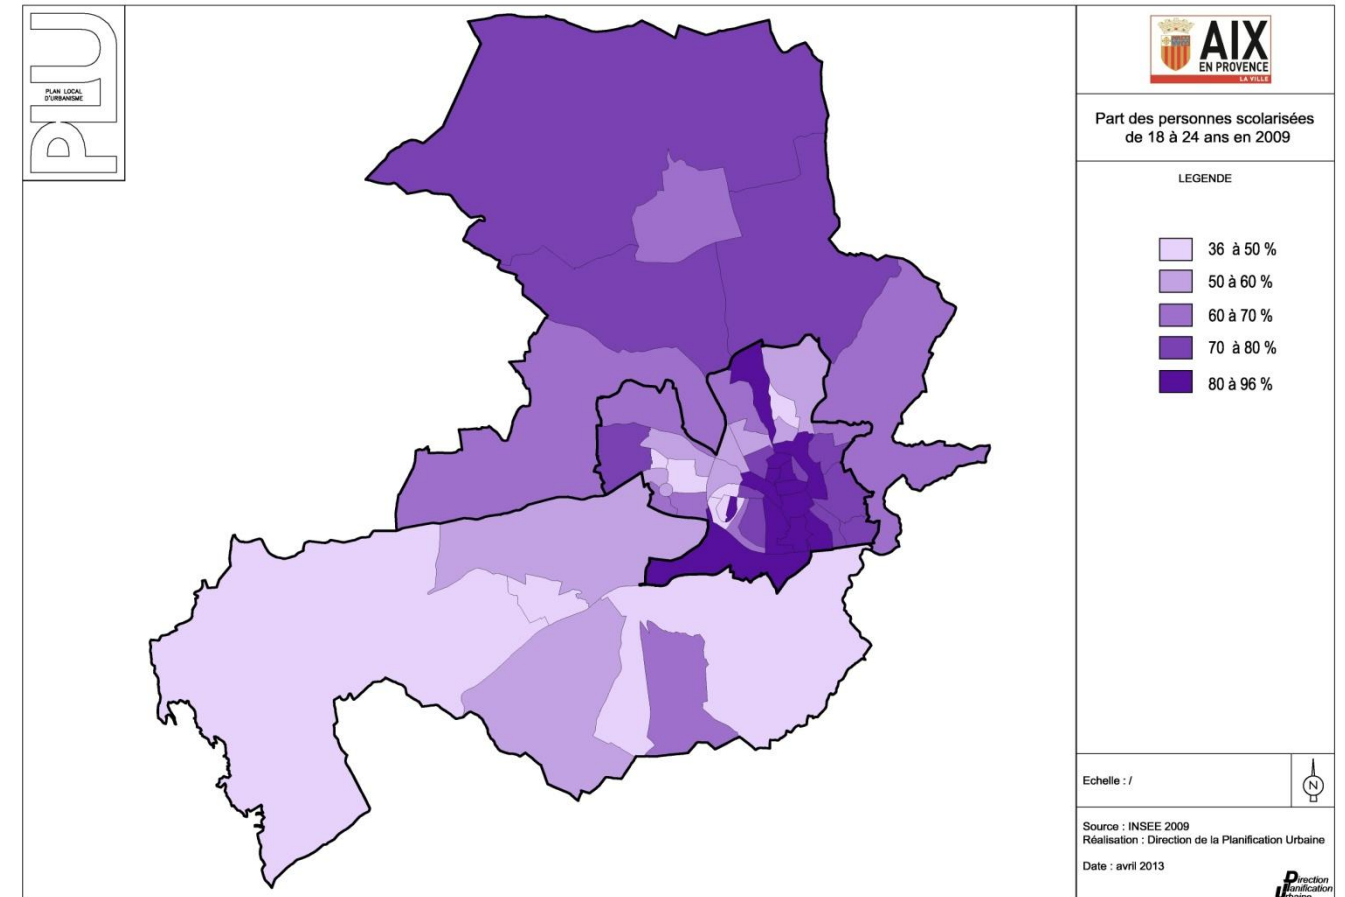 PLU
PLAN LOCAL
D'URBANISME
AIX
EN PROVENCE
LA VILLE
Part des personnes scolarisées
de 18 à 24 ans en 2009
LEGENDE
36 à 50 %
50 à 60 %
60 à 70 %
70 à 80 %
80 à 96 %
Echelle : /
N
Source : INSEE 2009
Réalisation : Direction de la Planification Urbaine
Date : avril 2013
Direction